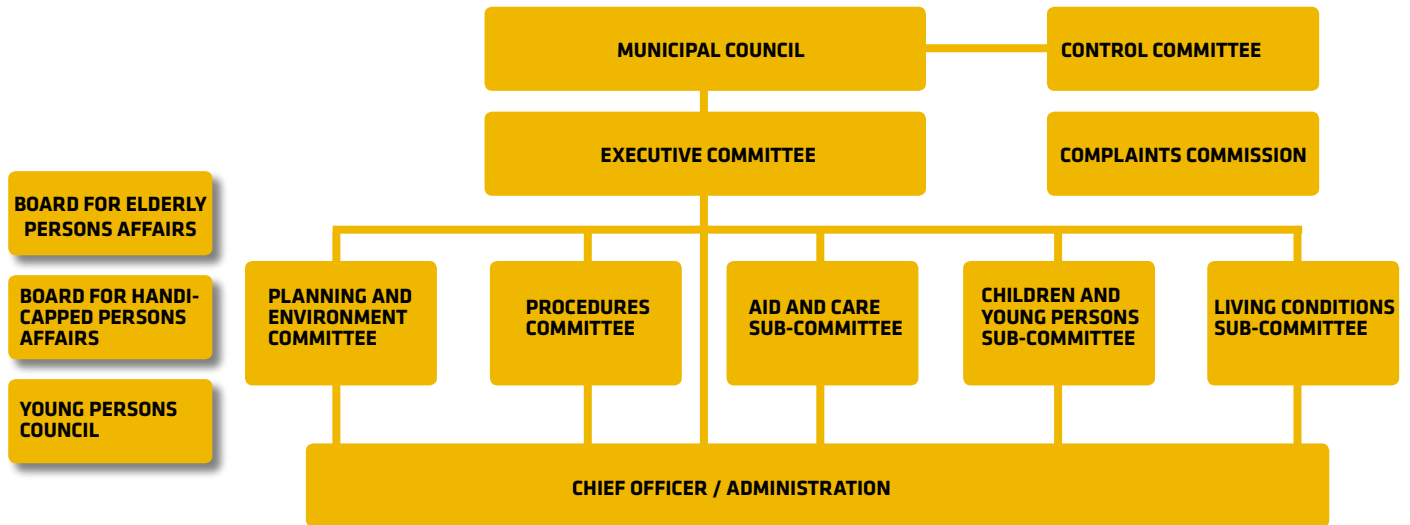 MUNICIPAL COUNCIL
CONTROL COMMITTEE
EXECUTIVE COMMITTEE
COMPLAINTS COMMISSION
BOARD FOR ELDERLY
PERSONS AFFAIRS
BOARD FOR HANDI-
CAPPED PERSONS
AFFAIRS
YOUNG PERSONS
COUNCIL
PLANNING AND
ENVIRONMENT
COMMITTEE
PROCEDURES
COMMITTEE
AID AND CARE
SUB-COMMITTEE
CHILDREN AND
YOUNG PERSONS
SUB-COMMITTEE
LIVING CONDITIONS
SUB-COMMITTEE
CHIEF OFFICER / ADMINISTRATION